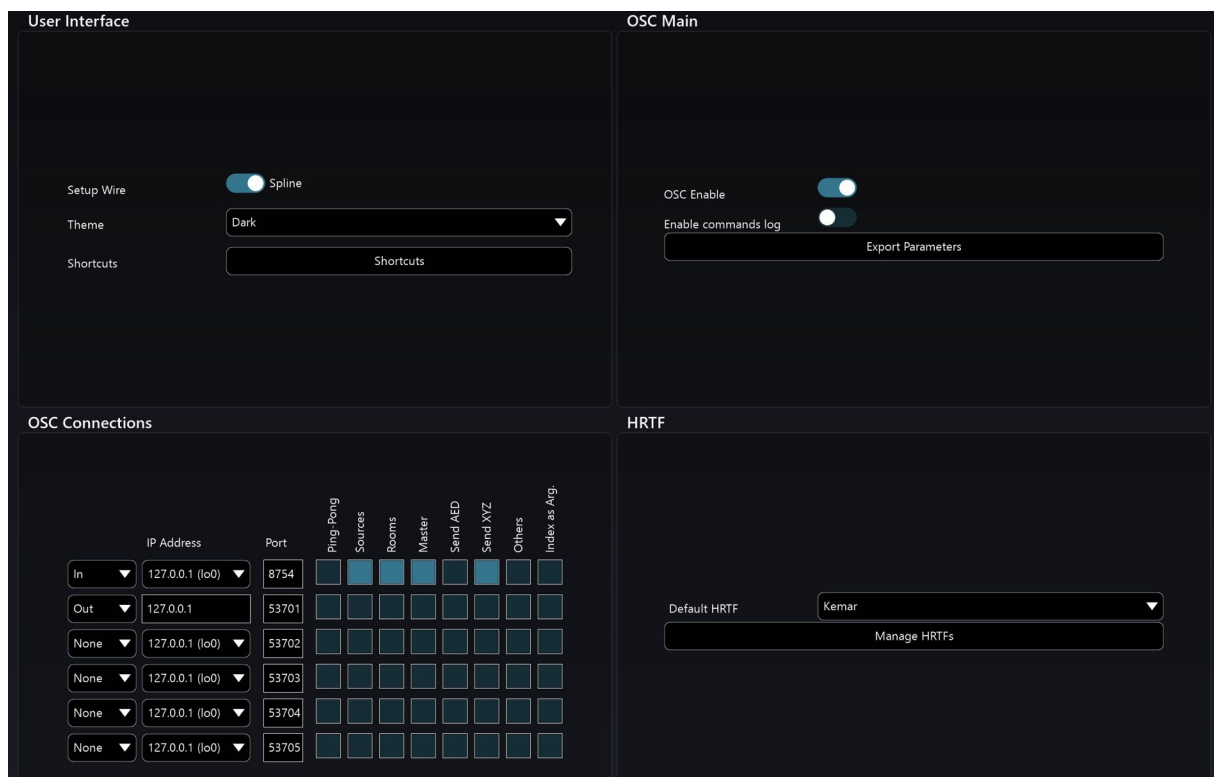 User Interface
Setup Wire
Spline
Theme
Dark
Shortcuts
Shortcuts
OSC Main
OSC Enable
Enable commands log
Export Parameters
OSC Connections
IP Address Port Ping-Pong Sources Rooms Master Send AED Send XYZ Others Index as Arg.
In 127.0.0.1 (lo0) 8754
Out 127.0.0.1 53701
None 127.0.0.1 (lo0) 53702
None 127.0.0.1 (lo0) 53703
None 127.0.0.1 (lo0) 53704
None 127.0.0.1 (lo0) 53705
HRTF
Default HRTF
Kemar
Manage HRTFs